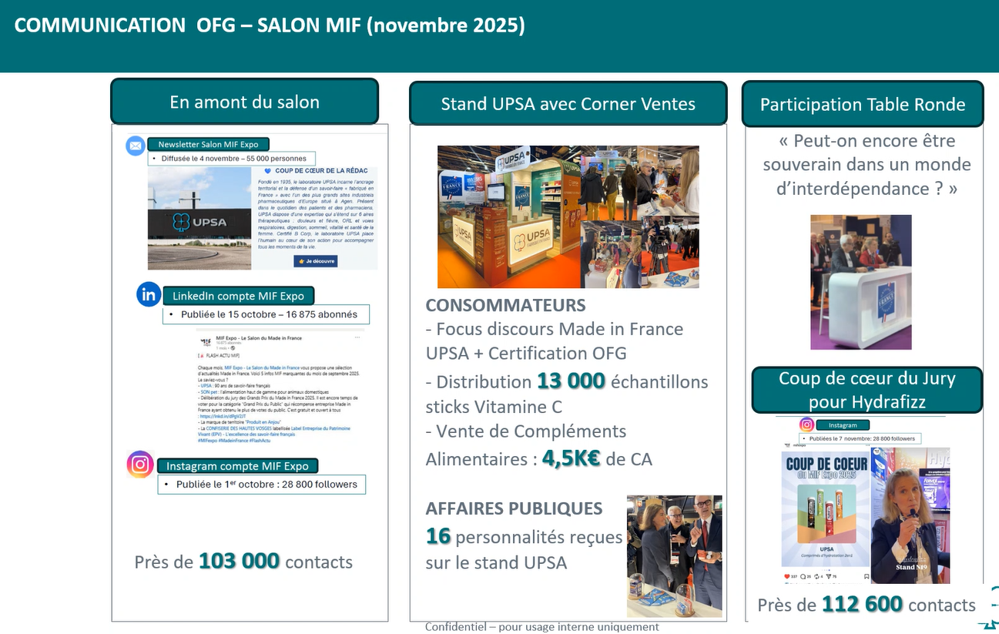 COMMUNICATION OFG – SALON MIF (novembre 2025)
En amont du salon
Newsletter Salon MIF Expo
• Diffusée le 4 novembre – 55 000 personnes
UPSA
COUP DE CŒUR DE LA RÉDAC
Fondé en 1935, le laboratoire UPSA incarne l'ancrage
territorial et la défense d'un savoir-faire « fabriqué en
France » avec l'un des plus grands sites industriels
pharmaceutiques d'Europe situé à Agen. Présent
dans le quotidien des patients et des pharmaciens,
UPSA dispose d'une expertise qui s'étend sur 6 aires
thérapeutiques : douleurs et fièvre, ORL et voies
respiratoires, digestion, sommeil, vitalité et santé de la
femme. Certifié B Corp, le laboratoire UPSA place
l'humain au cœur de son action pour accompagner
tous les moments de la vie.
Je découvre
LinkedIn compte MIF Expo
• Publiée le 15 octobre – 16 875 abonnés
MIF Expo - Le Salon du Made in France
16 875 abonnés
1 mois •
[ FLASH ACTU MIF]
Chaque mois, MIF Expo - Le Salon du Made in France vous propose une sélection
d'actualités Made in France. Voici 5 infos MIF marquantes du mois de septembre 2025.
Le saviez-vous ?
- UPSA : 90 ans de savoir-faire français
- SON pet : l'alimentation haut de gamme pour animaux domestiques
- Délibération du jury des Grands Prix du Made in France 2025. Il est encore temps de
voter pour la catégorie "Grand Prix du Public" qui récompense entreprise Made in
France ayant obtenu le plus de votes du public. C'est gratuit et ouvert à tous
: https://lnkd.in/dPgV2J7
- La marque de territoire "Produit en Anjou"
- La CONFISERIE DES HAUTES VOSGES labellisée Label Entreprise du Patrimoine
Vivant (EPV) - L'excellence des savoir-faire français
#MIFexpo #MadeinFrance #FlashActu
Instagram compte MIF Expo
• Publiée le 1er octobre : 28 800 followers
Près de 103 000 contacts
Stand UPSA avec Corner Ventes
UPSA
UPSA
UPSA
FRANCE
CONSOMMATEURS
- Focus discours Made in France
UPSA + Certification OFG
- Distribution 13 000 échantillons
sticks Vitamine C
- Vente de Compléments
Alimentaires : 4,5K€ de CA
AFFAIRES PUBLIQUES
16 personnalités reçues
sur le stand UPSA
Participation Table Ronde
« Peut-on encore être
souverain dans un monde
d'interdépendance ? »
FRANCE
Coup de cœur du Jury
pour Hydrafizz
Instagram
• Publiées le 7 novembre: 28 800 followers
mifexpo
COUP DE COEUR
du MIF Expo 2025
UPSA
Comprimés d'hydratation 2en1
Stand N19
337 25 4 75
Près de 112 600 contacts
Confidentiel – pour usage interne uniquement